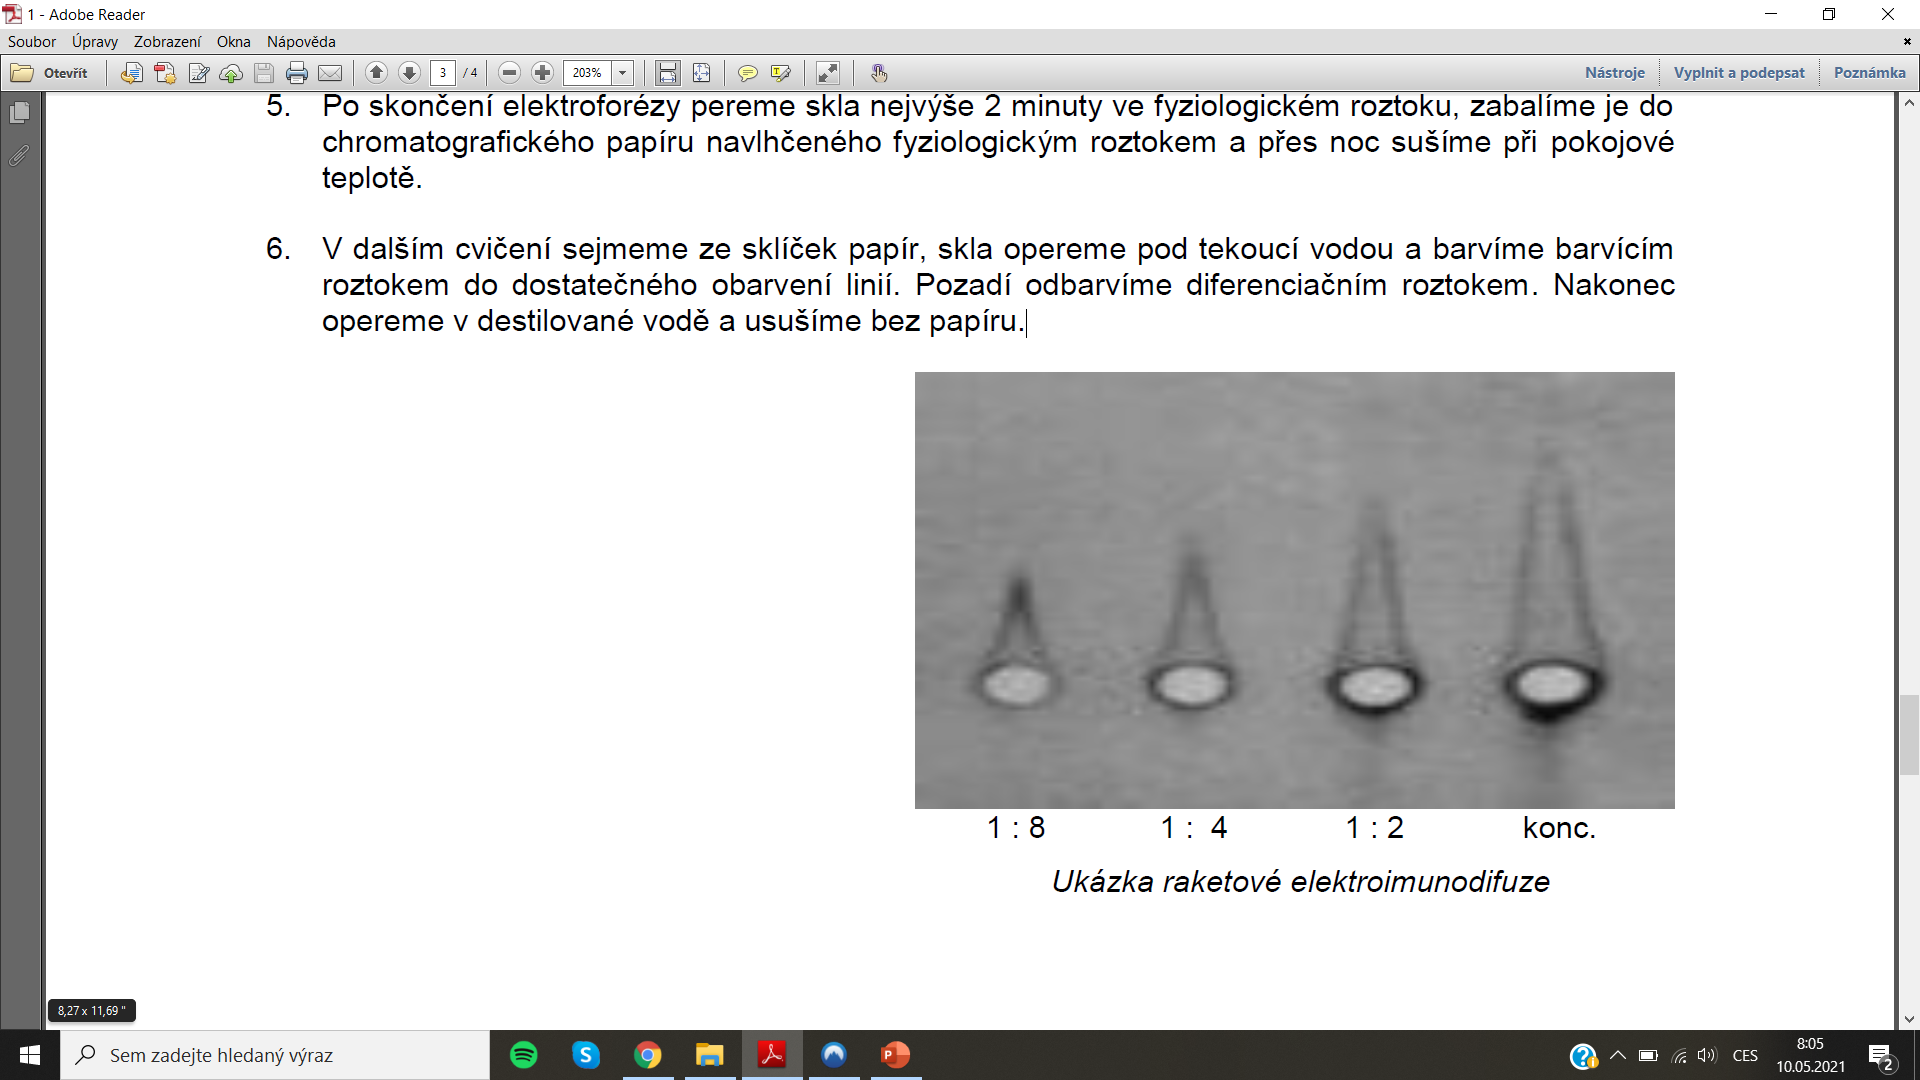 1 - Adobe Reader
Soubor Úpravy Zobrazení Okna Nápověda
Otevřít 3 / 4 203% Nástroje Vyplnit a podepsat Poznámka
5. Po skončení elektroforézy pereme skla nejvýše 2 minuty ve fyziologickém roztoku, zabalíme je do
chromatografického papíru navlhčeného fyziologickým roztokem a přes noc sušíme při pokojové
teplotě.
6. V dalším cvičení sejmeme ze sklíček papír, skla opereme pod tekoucí vodou a barvíme barvícím
roztokem do dostatečného obarvení linií. Pozadí odbarvíme diferenciačním roztokem. Nakonec
opereme v destilované vodě a usušíme bez papíru.
1 : 8 1 : 4 1 : 2 konc.
Ukázka raketové elektroimunodifuze
8,27 x 11,69 "
Sem zadejte hledaný výraz
CES
8:05
10.05.2021
2